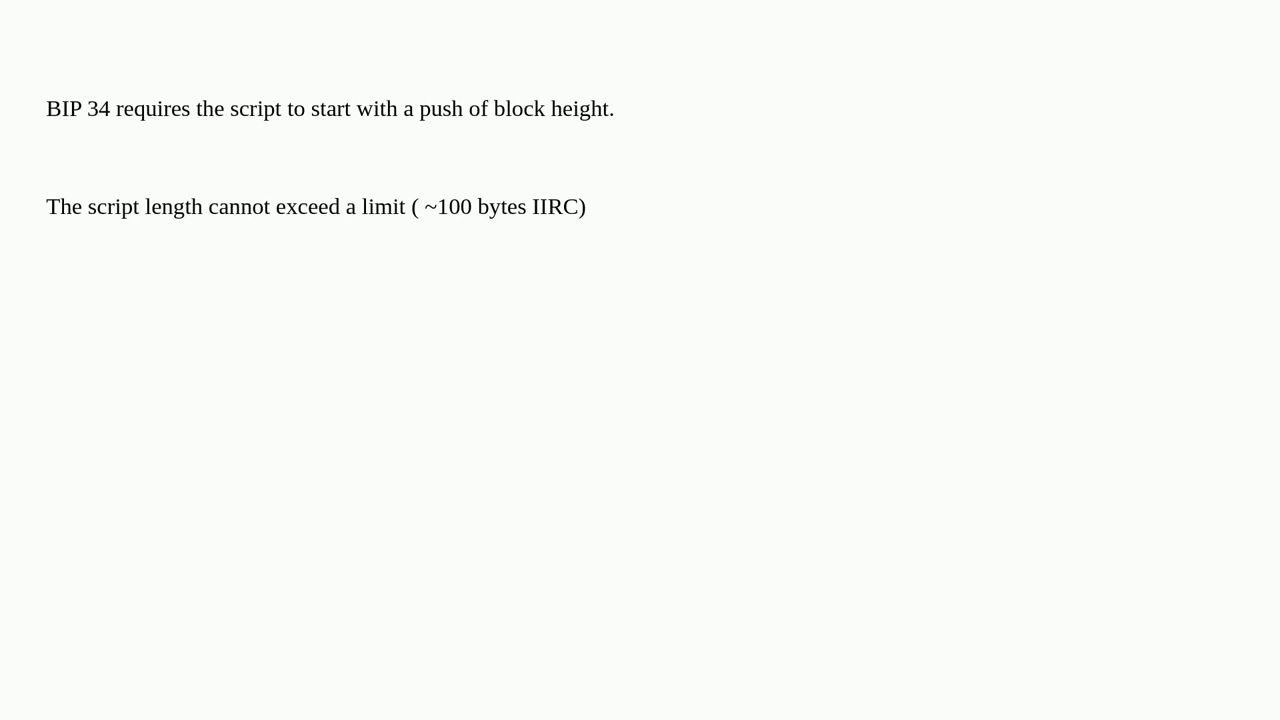 BIP 34 requires the script to start with a push of block height.
The script length cannot exceed a limit ( ~100 bytes IIRC)